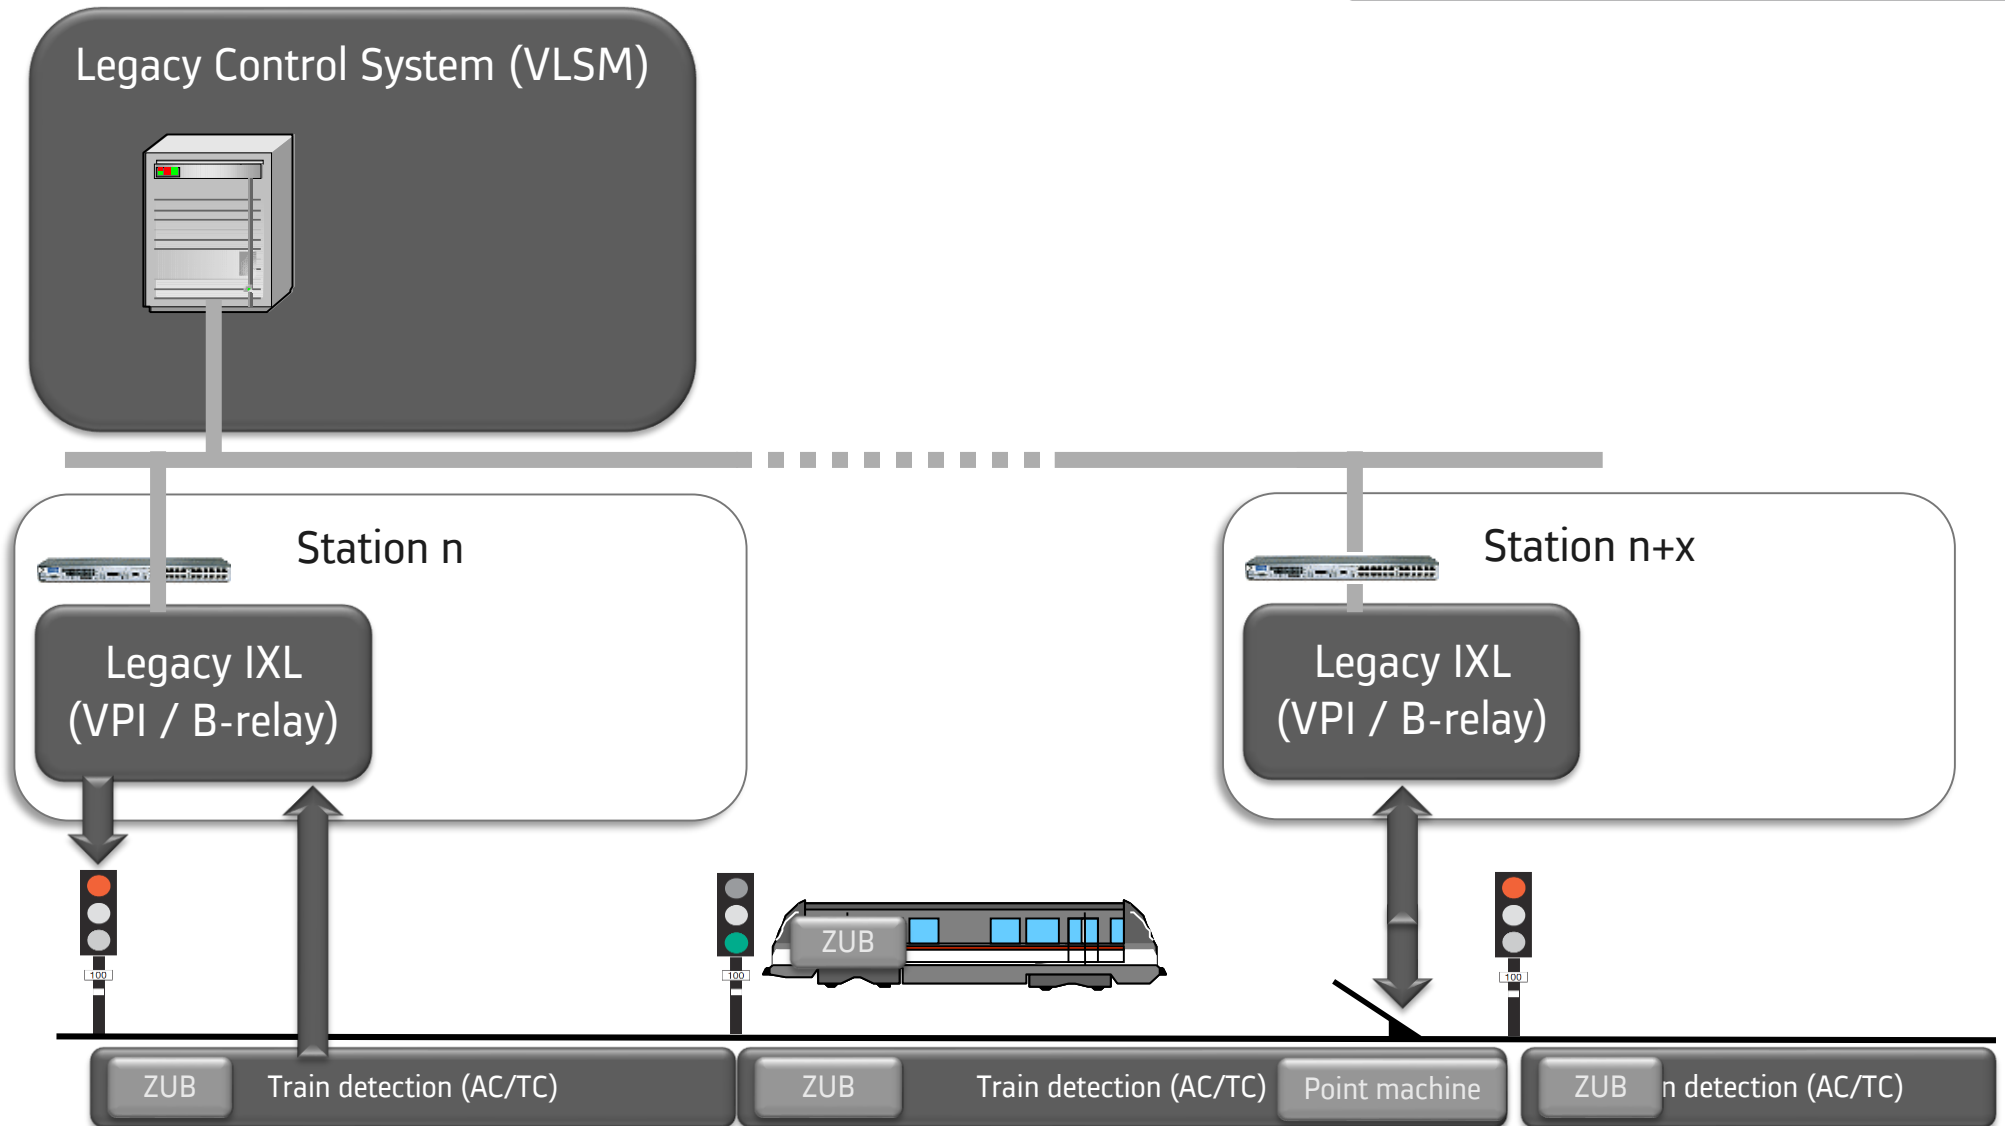 Legacy Control System (VLSM)
Station n
Station n+x
Legacy IXL
(VPI / B-relay)
Legacy IXL
(VPI / B-relay)
100
100
100
ZUB
ZUB
Train detection (AC/TC)
ZUB
Train detection (AC/TC)
Point machine
ZUB
n detection (AC/TC)